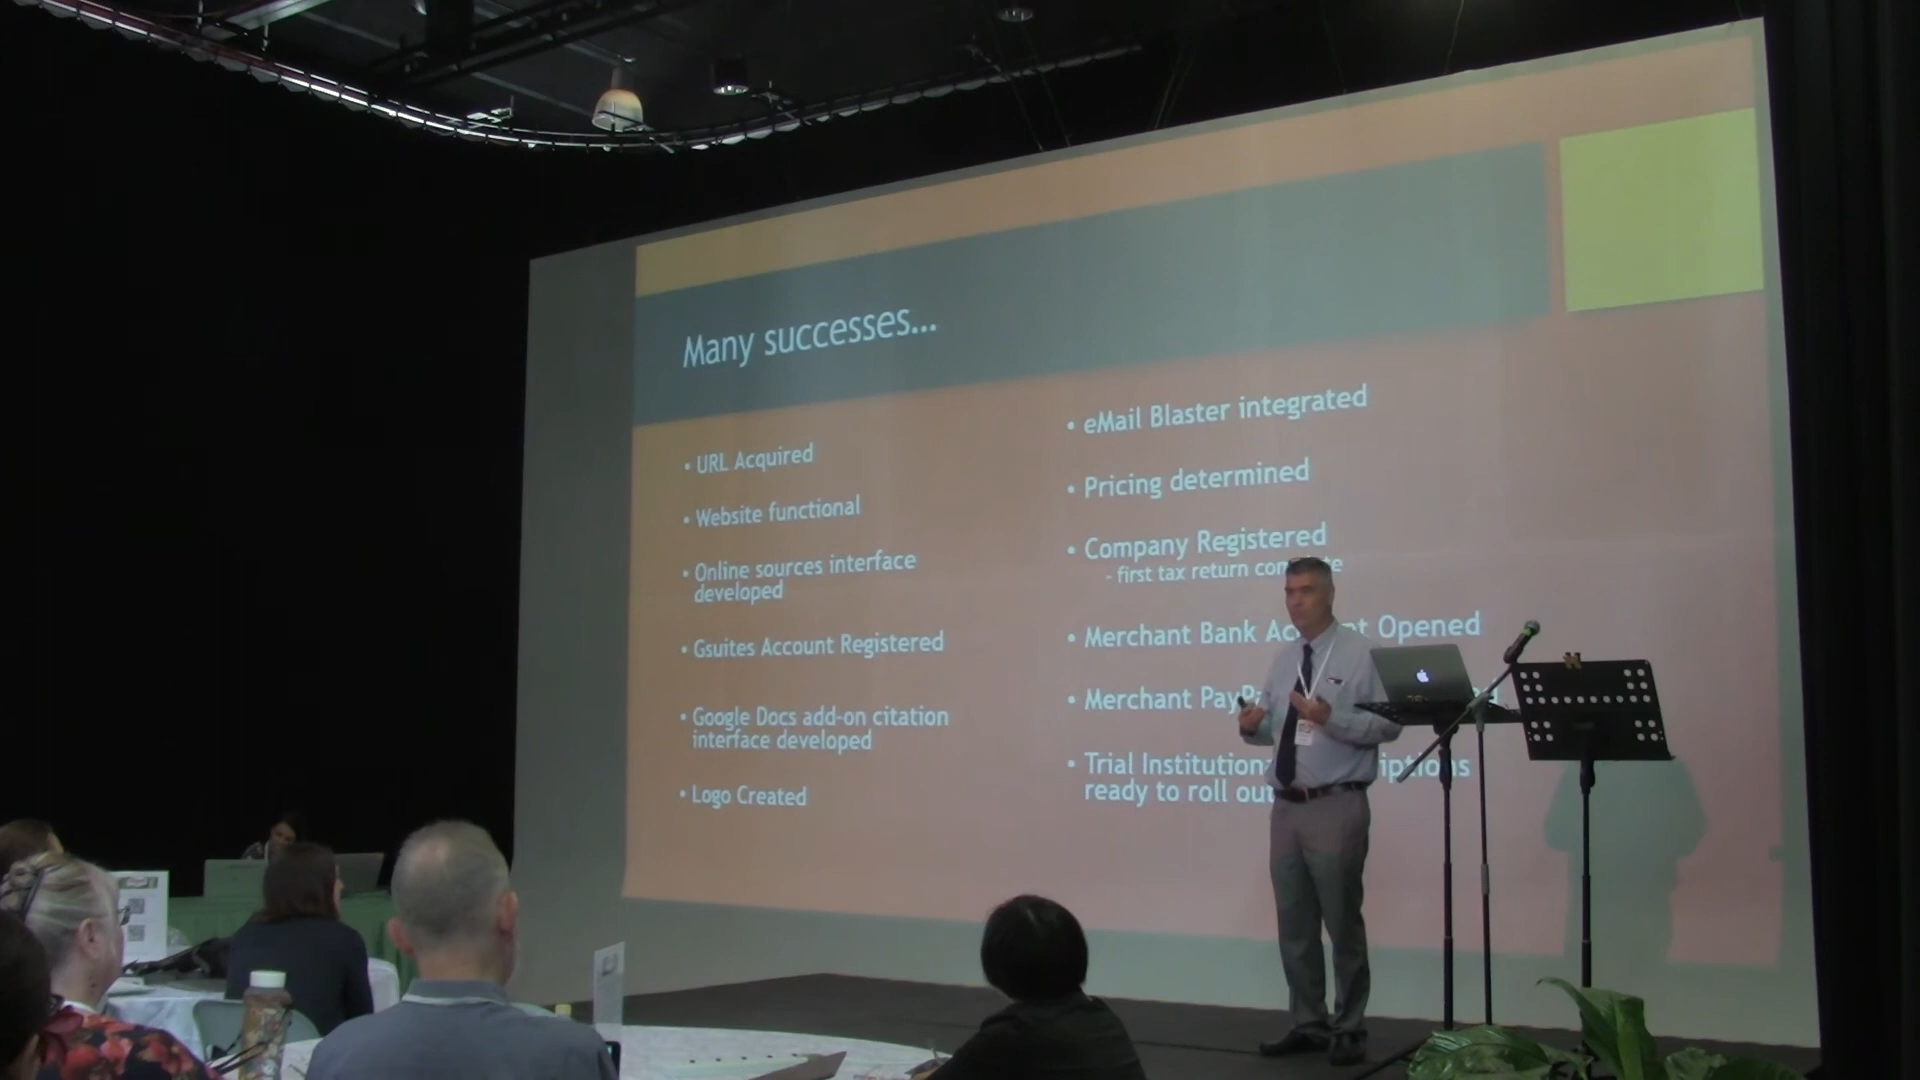 Many successes...
• URL Acquired
• Website functional
• Online sources interface
developed
• Gsuites Account Registered
• Google Docs add-on citation
interface developed
• Logo Created
• eMail Blaster integrated
• Pricing determined
• Company Registered
- first tax return
• Merchant Bank Opened
• Merchant
• Trial
ready to roll out